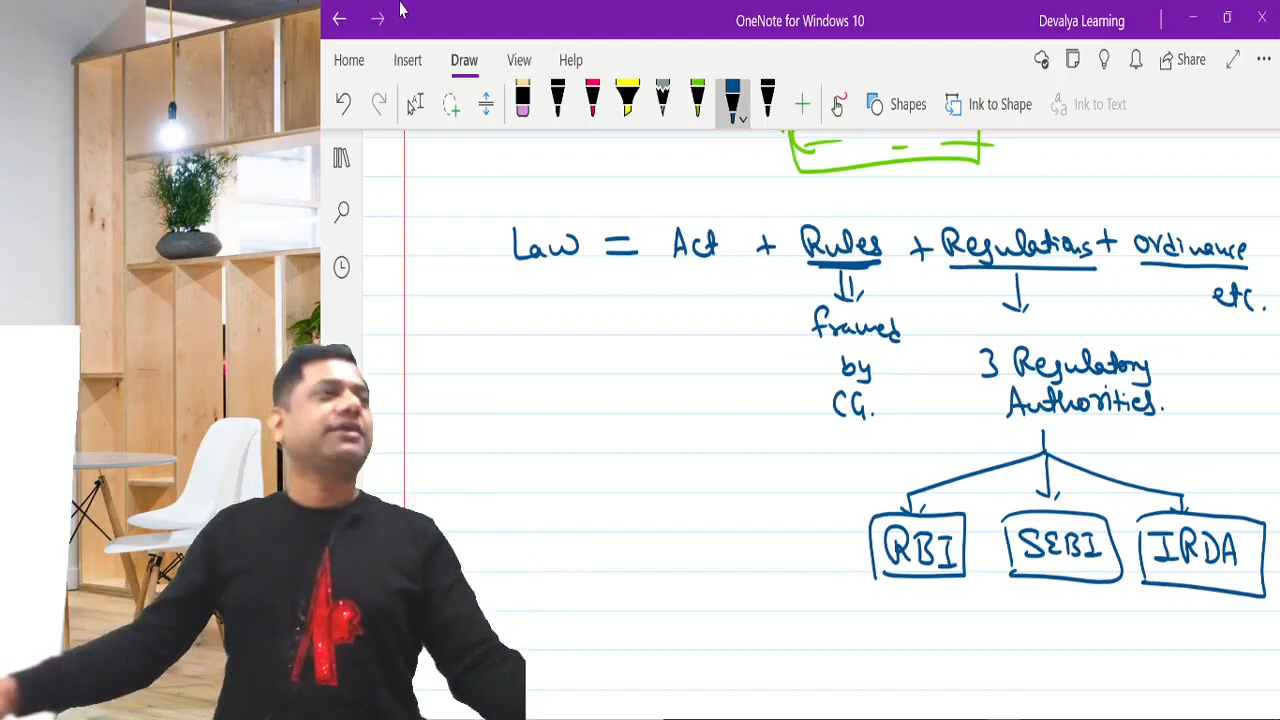 OneNote for Windows 10
Devalya Learning
Home Insert Draw View Help
Share
Shapes
Ink to Shape
Ink to Text
Law = Act + Rules + Regulations + ordinance
etc.
framed
by
CG.
3 Regulatory
Authorities.
RBI SEBI IRDA